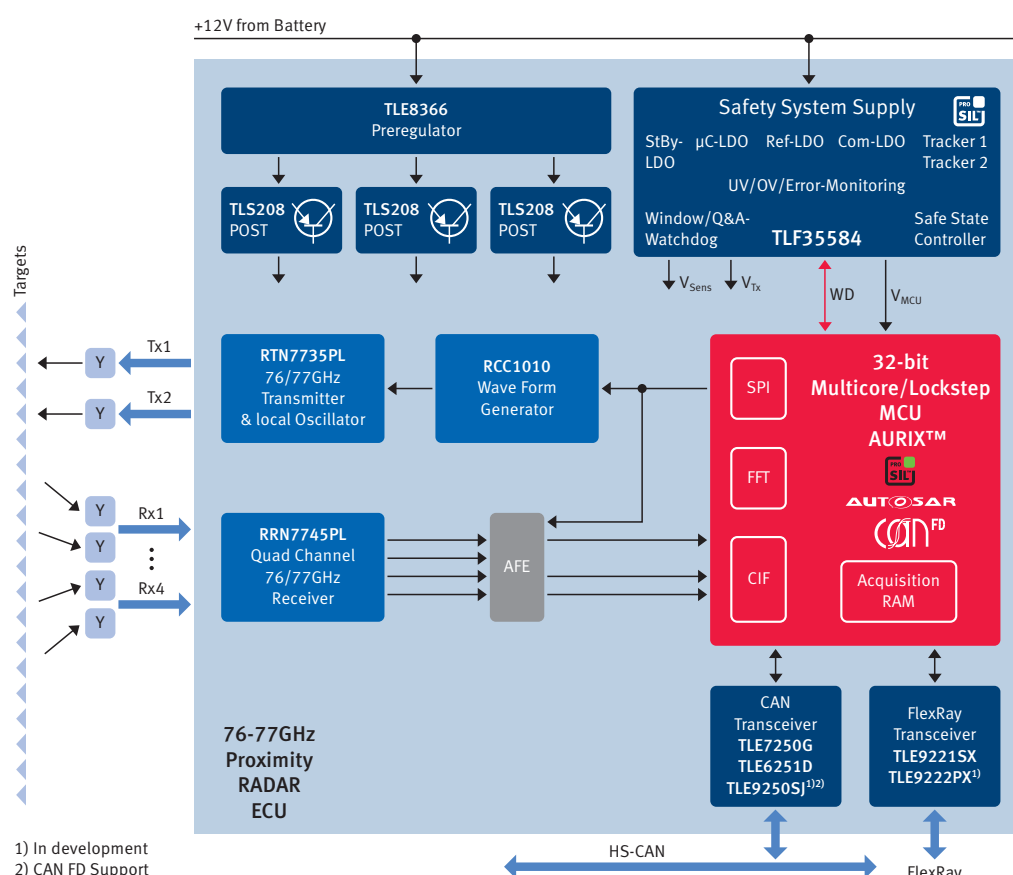 +12V from Battery
TLE8366
Preregulator
TLS208
POST
TLS208
POST
TLS208
POST
Safety System Supply
PRO
SIL™
StBy- µC-LDO Ref-LDO Com-LDO Tracker 1
LDO Tracker 2
UV/OV/Error-Monitoring
Window/Q&A- Safe State
Watchdog TLF35584 Controller
VSens
VTx
WD
VMCU
Targets
Tx1
Y
Tx2
Y
Rx1
Y
Y
Rx4
Y
Y
RTN7735PL
76/77GHz
Transmitter
& local Oscillator
RCC1010
Wave Form
Generator
RRN7745PL
Quad Channel
76/77GHz
Receiver
AFE
SPI
FFT
CIF
32-bit
Multicore/Lockstep
MCU
AURIX™
PRO
SIL™
AUTOSAR
CAN FD
Acquisition
RAM
CAN
Transceiver
TLE7250G
TLE6251D
TLE9250SJ1)2)
FlexRay
Transceiver
TLE9221SX
TLE9222PX1)
76-77GHz
Proximity
RADAR
ECU
HS-CAN
FlexRay
1) In development
2) CAN FD Support